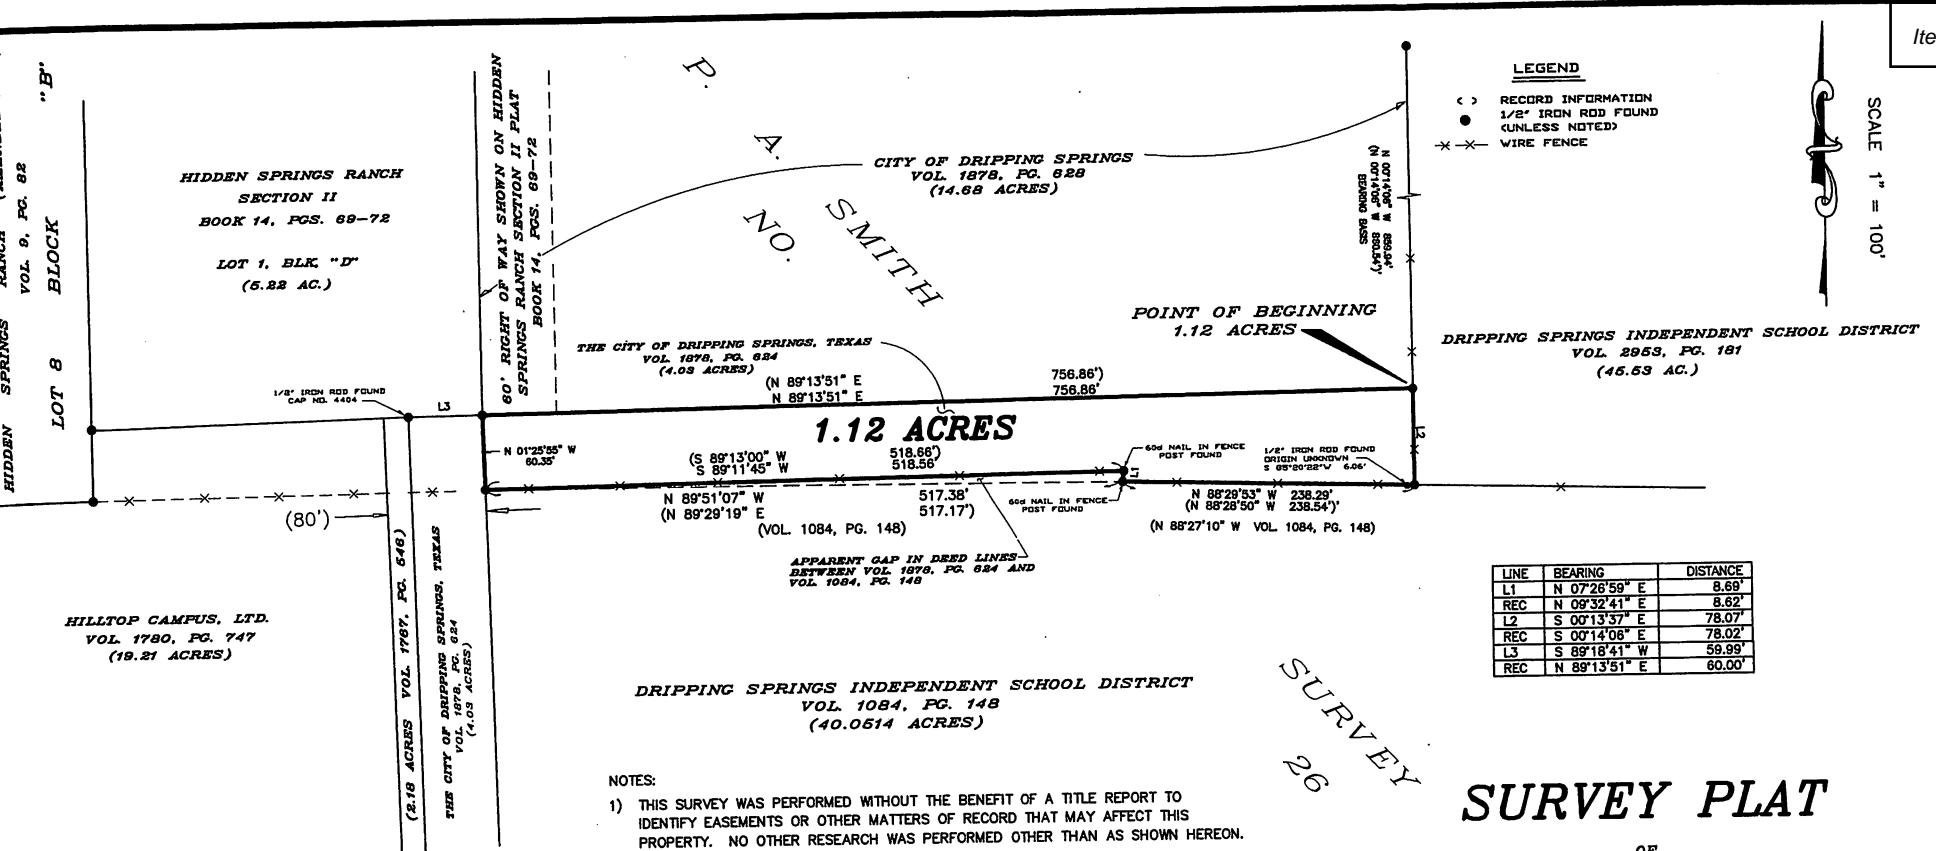 Ite
LEGEND
< > RECORD INFORMATION
1/2" IRON ROD FOUND
(UNLESS NOTED)
WIRE FENCE
SCALE 1" = 100'
"B"
BLOCK
LOT 8
VOL. 9, PG. 82
HIDDEN SPRINGS RANCH
HIDDEN SPRINGS RANCH
SECTION II
BOOK 14, PGS. 69-72
LOT 1, BLK. "D"
(5.22 AC.)
60' RIGHT OF WAY SHOWN ON HIDDEN
SPRINGS RANCH SECTION II PLAT
BOOK 14, PGS. 69-72
P. A. SMITH
NO.
SURVEY
26
CITY OF DRIPPING SPRINGS
VOL. 1878, PG. 628
(14.68 ACRES)
N 00°14'06" W 859.94'
(N 00°14'06" W 860.54')
BEARING BASIS
POINT OF BEGINNING
1.12 ACRES
DRIPPING SPRINGS INDEPENDENT SCHOOL DISTRICT
VOL. 2953, PG. 181
(45.53 AC.)
THE CITY OF DRIPPING SPRINGS, TEXAS
VOL. 1878, PG. 624
(4.03 ACRES)
(N 89°13'51" E 756.86')
N 89°13'51" E 756.86'
1/2" IRON ROD FOUND
CAP NO. 4404
L3
1.12 ACRES
L2
N 01°25'55" W
60.35'
(S 89°13'00" W 518.66')
S 89°11'45" W 518.56'
60d NAIL IN FENCE
POST FOUND
L1
1/2" IRON ROD FOUND
ORIGIN UNKNOWN
S 85°20'22"W 6.06'
N 89°51'07" W 517.38'
(N 89°29'19" E 517.17')
(VOL. 1084, PG. 148)
60d NAIL IN FENCE
POST FOUND
N 88°29'53" W 238.29'
(N 88°28'50" W 238.54')'
(N 88°27'10" W VOL. 1084, PG. 148)
(80')
APPARENT GAP IN DEED LINES
BETWEEN VOL. 1878, PG. 624 AND
VOL. 1084, PG. 148
(2.18 ACRES VOL. 1767, PG. 546)
THE CITY OF DRIPPING SPRINGS, TEXAS
VOL. 1878, PG. 624
(4.03 ACRES)
HILLTOP CAMPUS, LTD.
VOL. 1780, PG. 747
(19.21 ACRES)
LINE BEARING DISTANCE
L1 N 07°26'59" E 8.69'
REC N 09°32'41" E 8.62'
L2 S 00°13'37" E 78.07'
REC S 00°14'06" E 78.02'
L3 S 89°18'41" W 59.99'
REC N 89°13'51" E 60.00'
DRIPPING SPRINGS INDEPENDENT SCHOOL DISTRICT
VOL. 1084, PG. 148
(40.0514 ACRES)
NOTES:
1) THIS SURVEY WAS PERFORMED WITHOUT THE BENEFIT OF A TITLE REPORT TO
IDENTIFY EASEMENTS OR OTHER MATTERS OF RECORD THAT MAY AFFECT THIS
PROPERTY. NO OTHER RESEARCH WAS PERFORMED OTHER THAN AS SHOWN HEREON.
SURVEY PLAT
OF